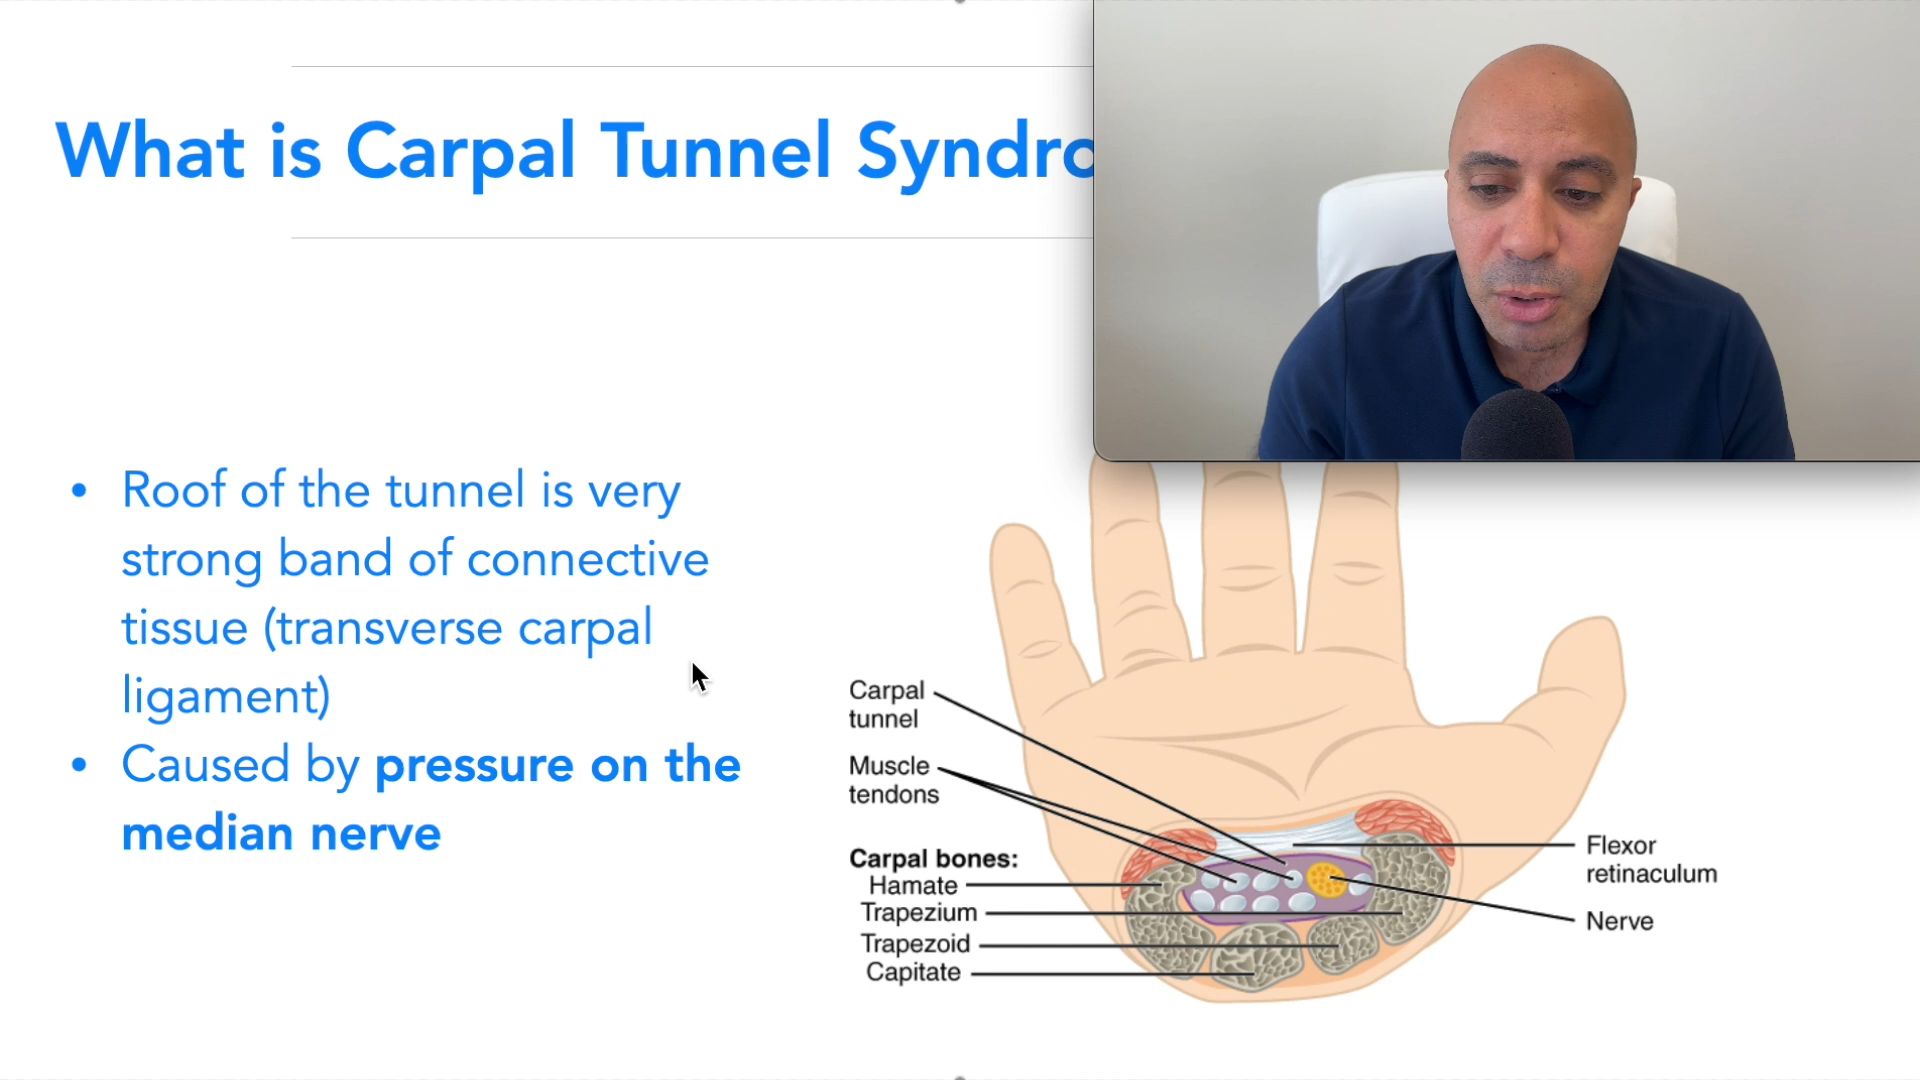 What is Carpal Tunnel Syndro
• Roof of the tunnel is very
strong band of connective
tissue (transverse carpal
ligament)
• Caused by pressure on the
median nerve
Carpal
tunnel
Muscle
tendons
Carpal bones:
Hamate
Trapezium
Trapezoid
Capitate
Flexor
retinaculum
Nerve